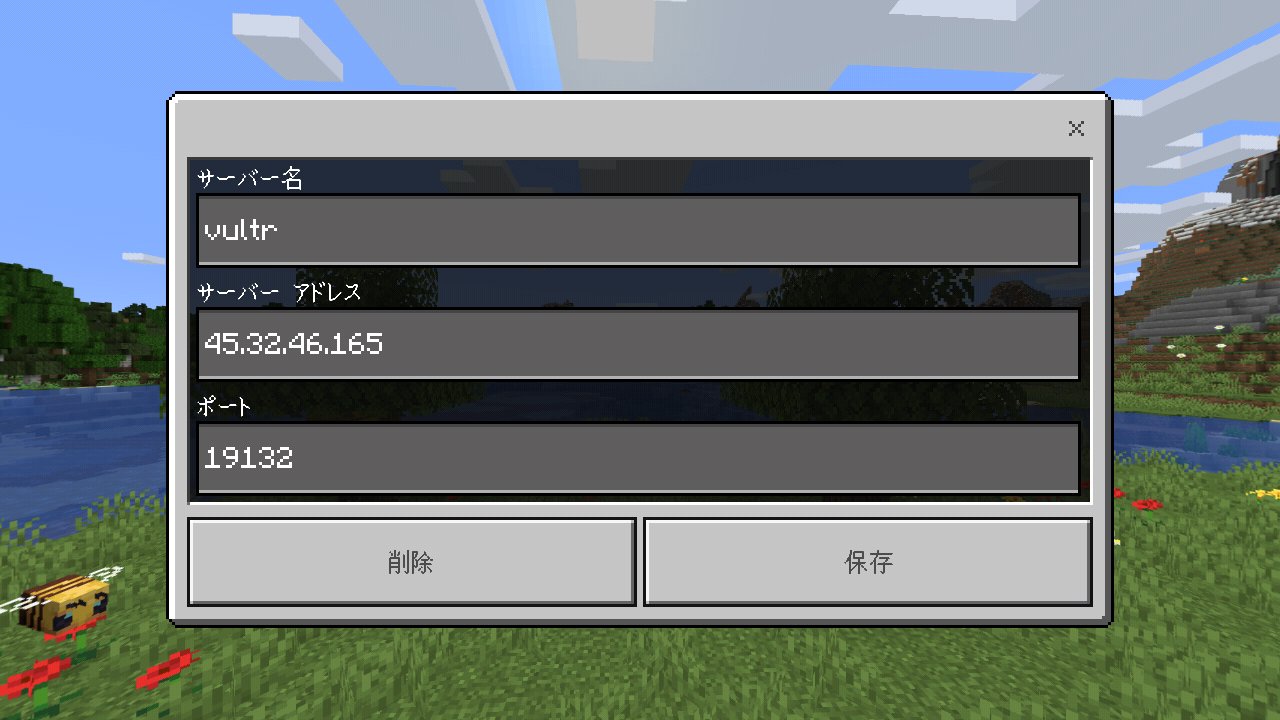 サーバー名
vultr
サーバー アドレス
45.32.46.165
ポート
19132
削除
保存